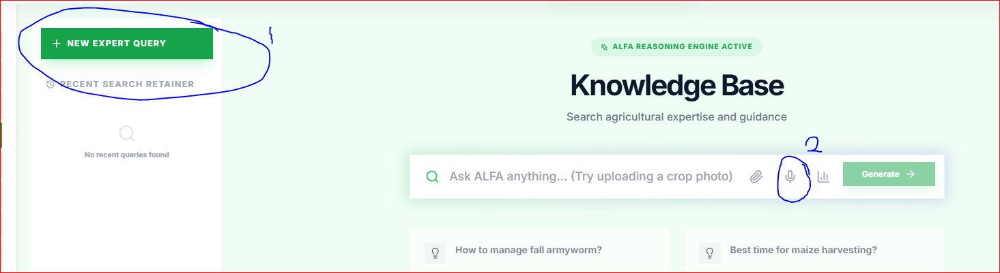 NEW EXPERT QUERY
1
RECENT SEARCH RETAINER
No recent queries found
ALFA REASONING ENGINE ACTIVE
Knowledge Base
Search agricultural expertise and guidance
2
Ask ALFA anything... (Try uploading a crop photo)
Generate
How to manage fall armyworm?
Best time for maize harvesting?